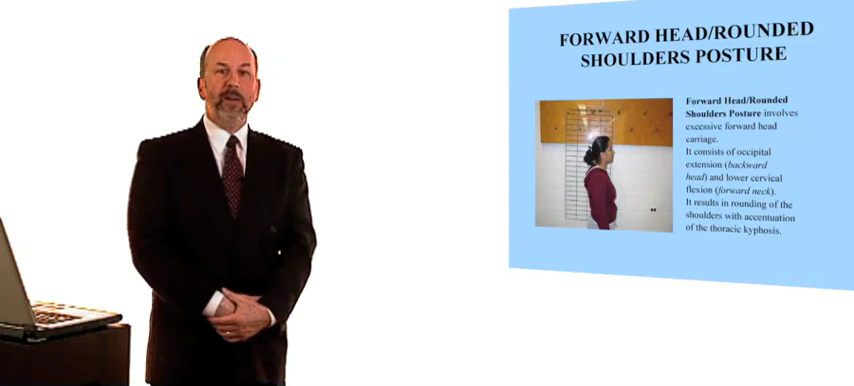 FORWARD HEAD/ROUNDED
SHOULDERS POSTURE
Forward Head/Rounded
Shoulders Posture involves
excessive forward head
carriage.
It consists of occipital
extension (backward
head) and lower cervical
flexion (forward neck).
It results in rounding of the
shoulders with accentuation
of the thoracic kyphosis.